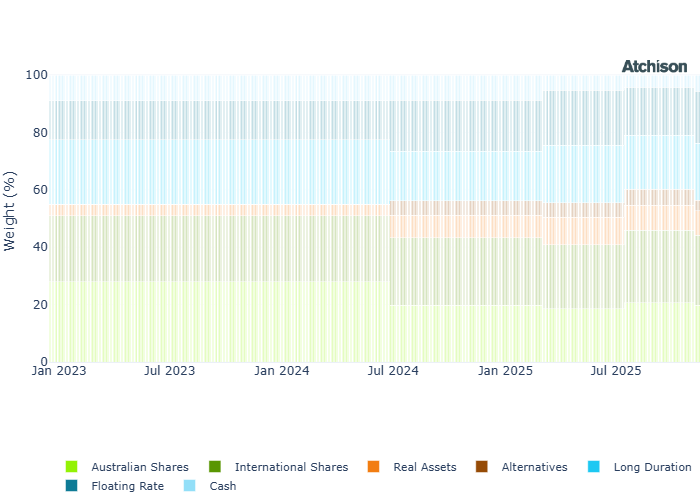 Atchison
100
80
60
40
20
0
Weight (%)
Jan 2023 Jul 2023 Jan 2024 Jul 2024 Jan 2025 Jul 2025
Australian Shares International Shares Real Assets Alternatives Long Duration
Floating Rate Cash